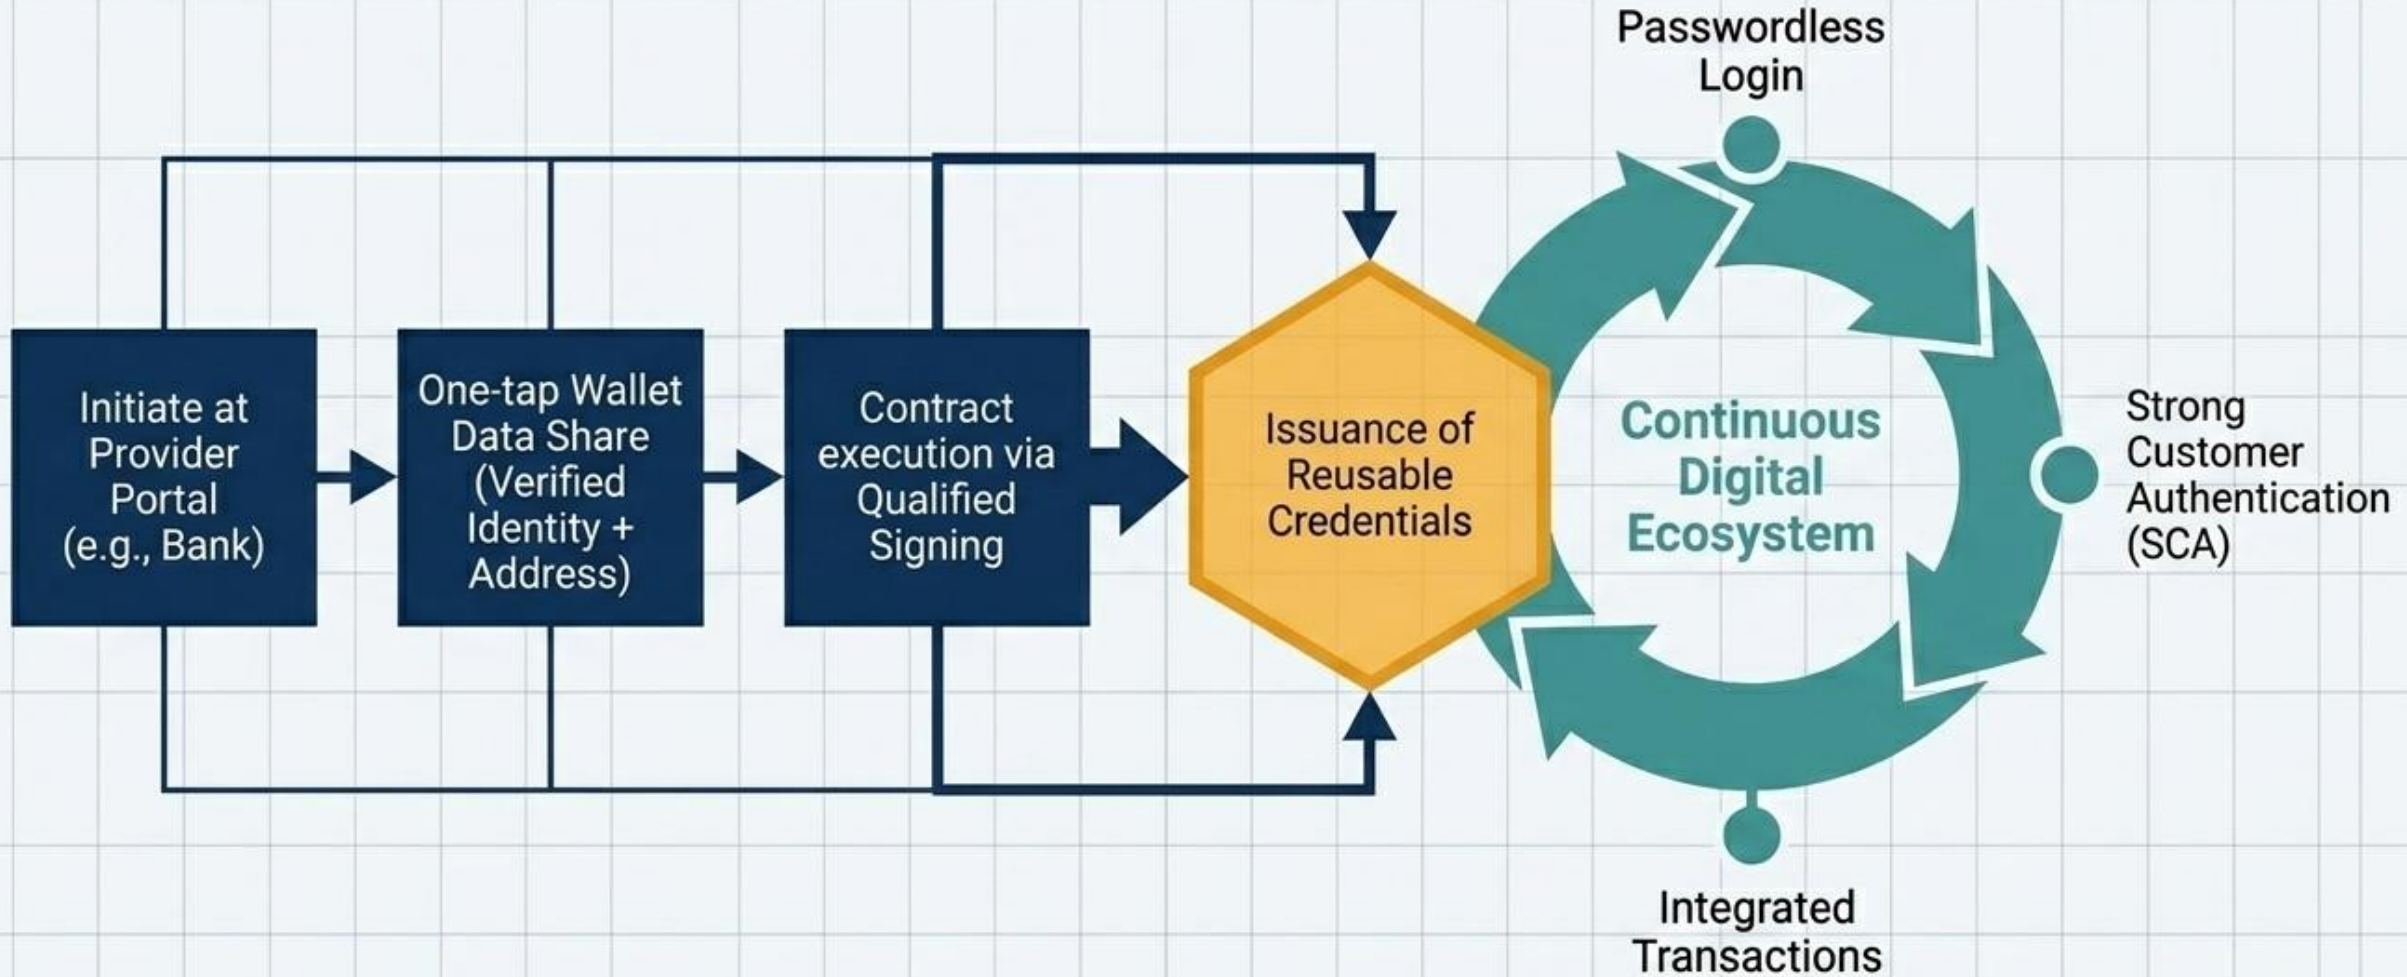 Passwordless
Login
Initiate at
Provider
Portal
(e.g., Bank)
One-tap Wallet
Data Share
(Verified
Identity +
Address)
Contract
execution via
Qualified
Signing
Issuance of
Reusable
Credentials
Continuous
Digital
Ecosystem
Strong
Customer
Authentication
(SCA)
Integrated
Transactions